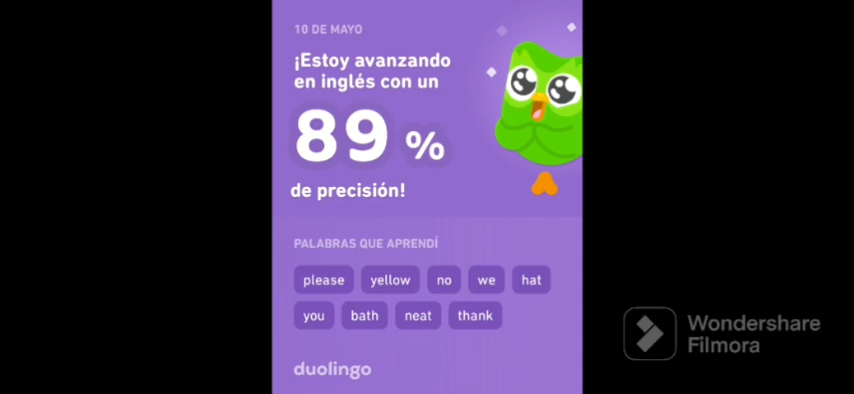 10 DE MAYO
¡Estoy avanzando
en inglés con un
89 %
de precisión!
PALABRAS QUE APRENDÍ
please yellow no we hat
you bath neat thank
duolingo
Wondershare
Filmora